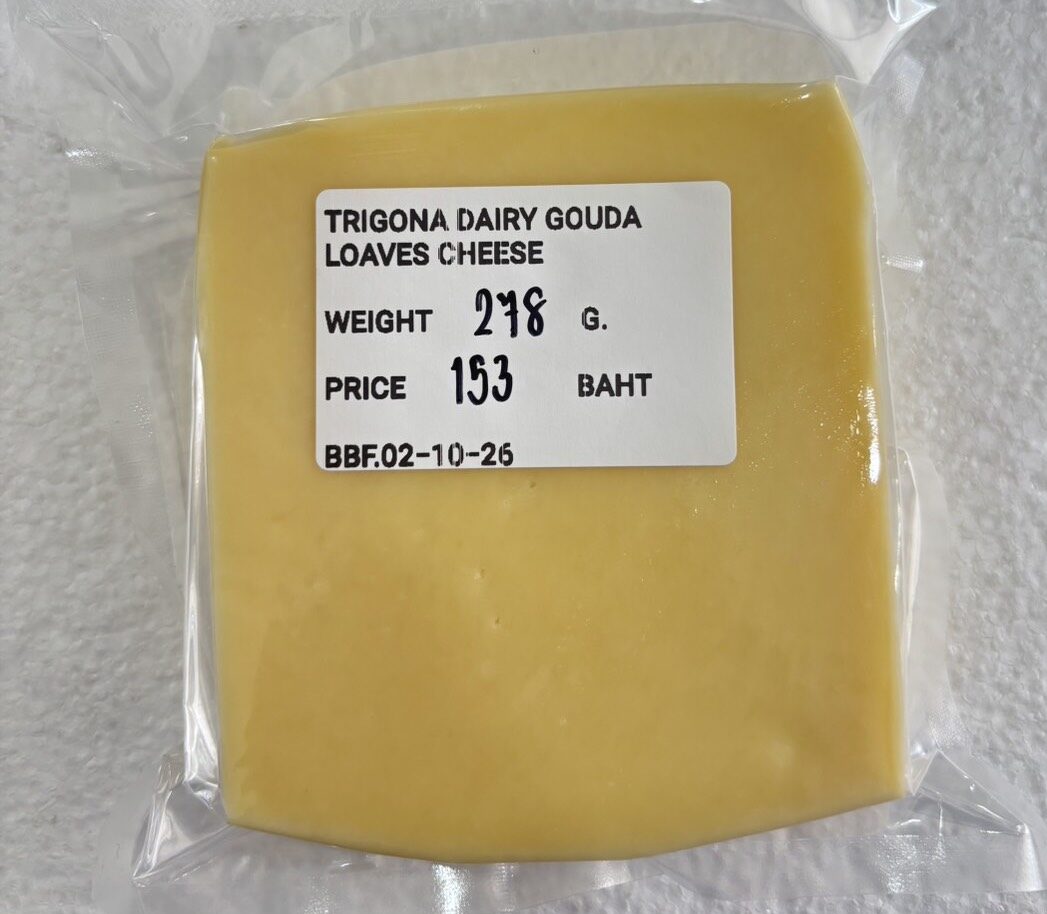 TRIGONA DAIRY GOUDA
LOAVES CHEESE
WEIGHT 278 G.
PRICE 153 BAHT
BBF.02-10-26